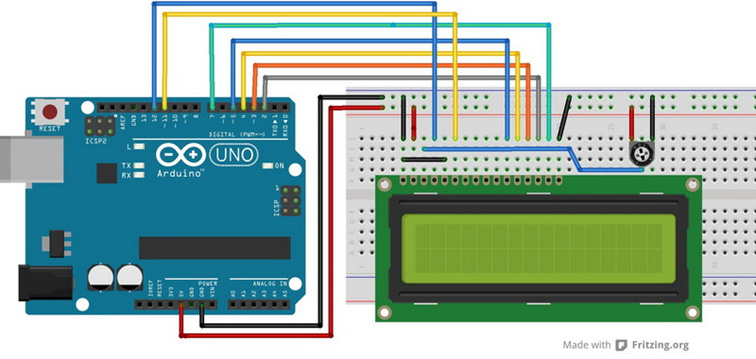 RESET
ICSP2
AREF
GND
13
12
~11
~10
~9
8
7
~6
~5
4
~3
2
TX▸1
RX◂0
DIGITAL (PWM~)
L
TX
RX
UNO
Arduino™
ON
ICSP
1
IOREF
RESET
3V3
5V
GND
GND
VIN
POWER
ANALOG IN
A0
A1
A2
A3
A4
A5
Made with Fritzing.org